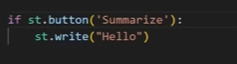 if st.button('Summarize'):
    st.write("Hello")